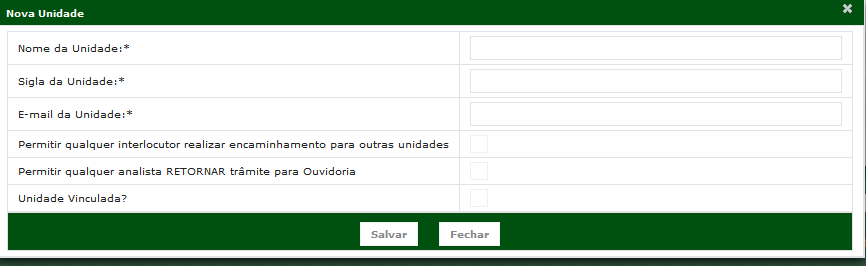 Nova Unidade
Nome da Unidade:*
Sigla da Unidade:*
E-mail da Unidade:*
Permitir qualquer interlocutor realizar encaminhamento para outras unidades
Permitir qualquer analista RETORNAR trâmite para Ouvidoria
Unidade Vinculada?
Salvar Fechar